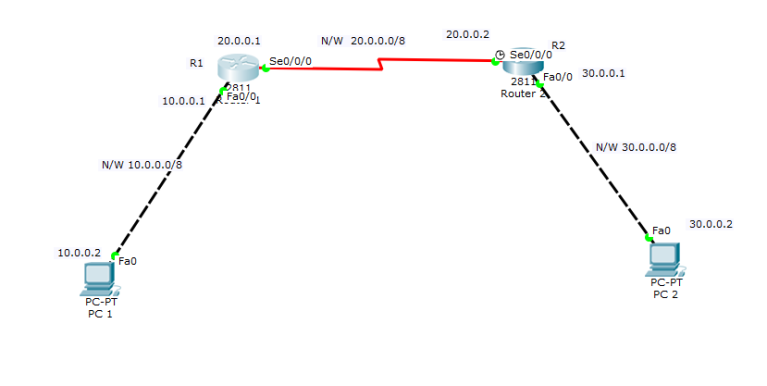 20.0.0.1
N/W 20.0.0.0/8
20.0.0.2
R2
R1
Se0/0/0
Se0/0/0
Fa0/0
30.0.0.1
2811
Router 2
2811
Fa0/0
10.0.0.1
N/W 10.0.0.0/8
N/W 30.0.0.0/8
30.0.0.2
Fa0
10.0.0.2
Fa0
PC-PT
PC 1
PC-PT
PC 2